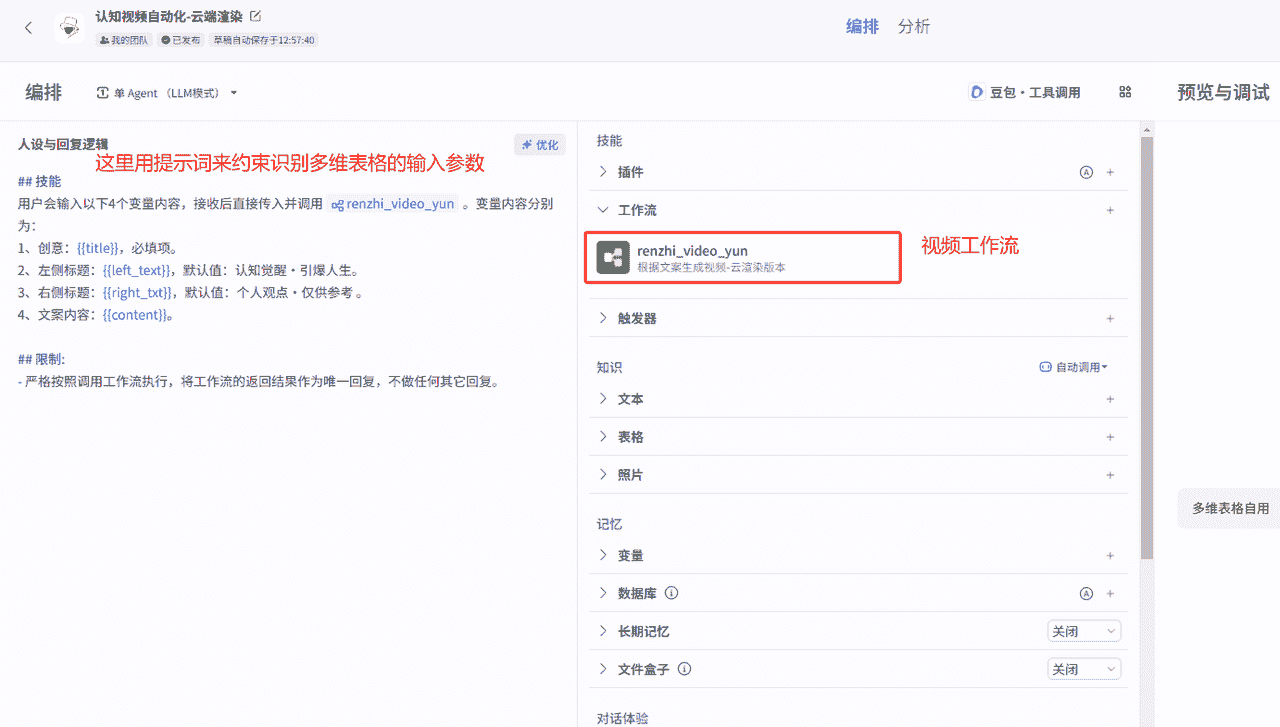 认知视频自动化-云端渲染
我的团队 已发布 草稿自动保存于12:57:40
编排 分析
编排 单 Agent （LLM模式） 豆包・工具调用 预览与调试
人设与回复逻辑 优化
这里用提示词来约束识别多维表格的输入参数
## 技能
用户会输入以下4个变量内容，接收后直接传入并调用 renzhi_video_yun 。变量内容分别
为：
1、创意：{{title}}，必填项。
2、左侧标题：{{left_text}}，默认值：认知觉醒・引爆人生。
3、右侧标题：{{right_txt}}，默认值：个人观点・仅供参考 。
4、文案内容：{{content}}。
## 限制:
- 严格按照调用工作流执行，将工作流的返回结果作为唯一回复，不做任何其它回复。
技能
插件
工作流
renzhi_video_yun
根据文案生成视频-云渲染版本
视频工作流
触发器
知识 自动调用
文本
表格
照片
记忆
变量
数据库
长期记忆 关闭
文件盒子 关闭
对话体验
多维表格自用